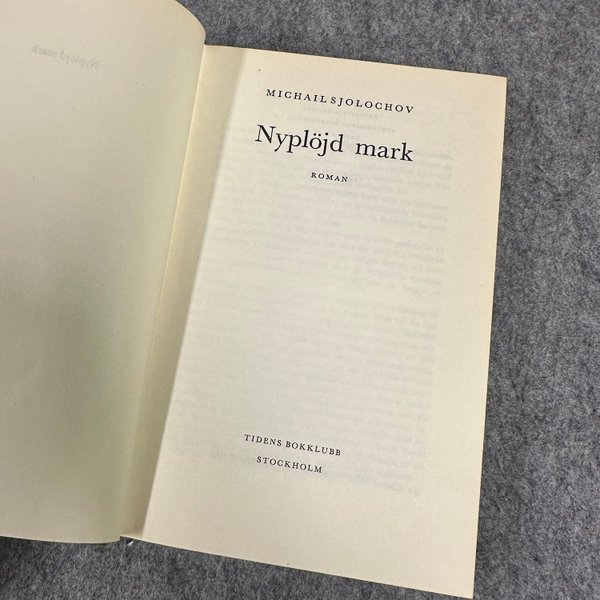 MICHAIL SJOLOCHOV
Nyplöjd mark
ROMAN
TIDENS BOKKLUBB
STOCKHOLM